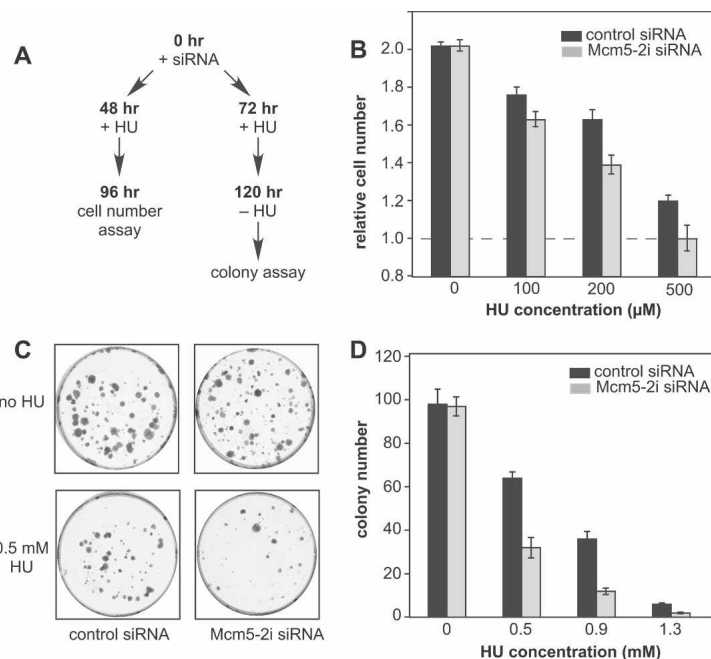 A
0 hr
+ siRNA
48 hr
+ HU
72 hr
+ HU
96 hr
cell number
assay
120 hr
– HU
colony assay
B
control siRNA
Mcm5-2i siRNA
relative cell number
2.0
1.8
1.6
1.4
1.2
1.0
0.8
0
100
200
500
HU concentration (µM)
C
no HU
0.5 mM
HU
control siRNA
Mcm5-2i siRNA
D
control siRNA
Mcm5-2i siRNA
colony number
120
100
80
60
40
20
0
0
0.5
0.9
1.3
HU concentration (mM)